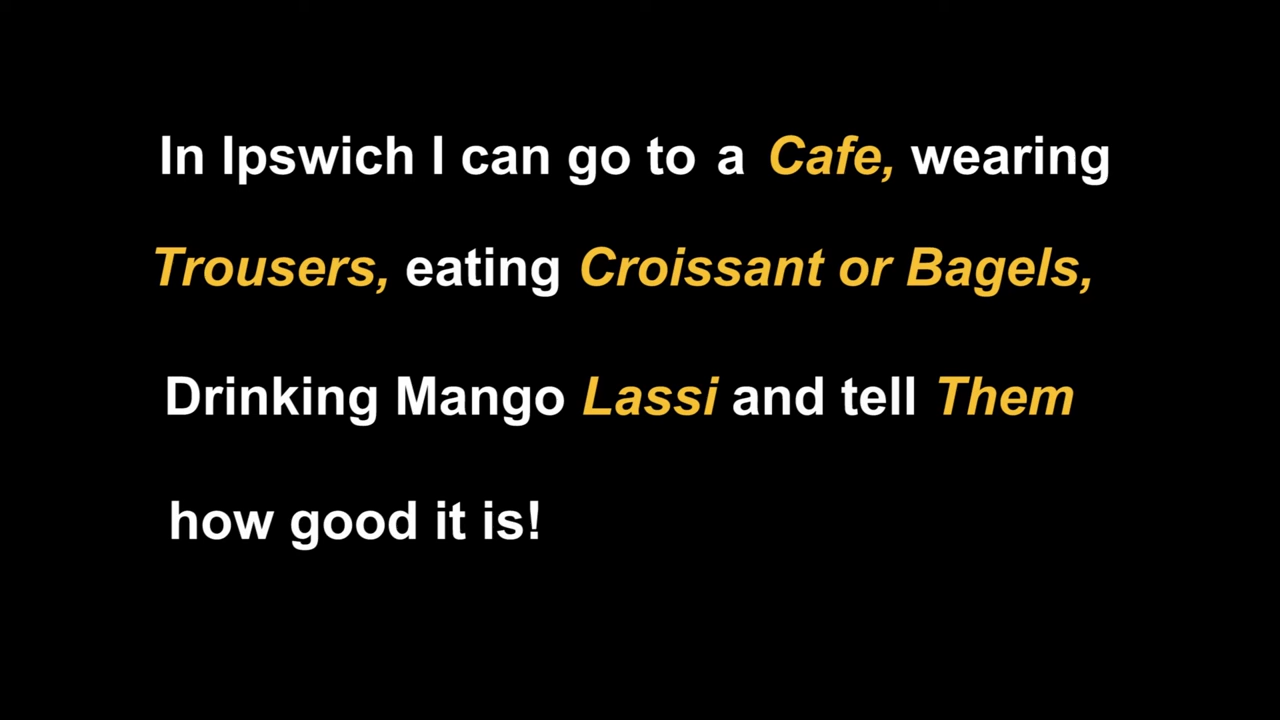 In Ipswich I can go to a Cafe, wearing
Trousers, eating Croissant or Bagels,
Drinking Mango Lassi and tell Them
how good it is!